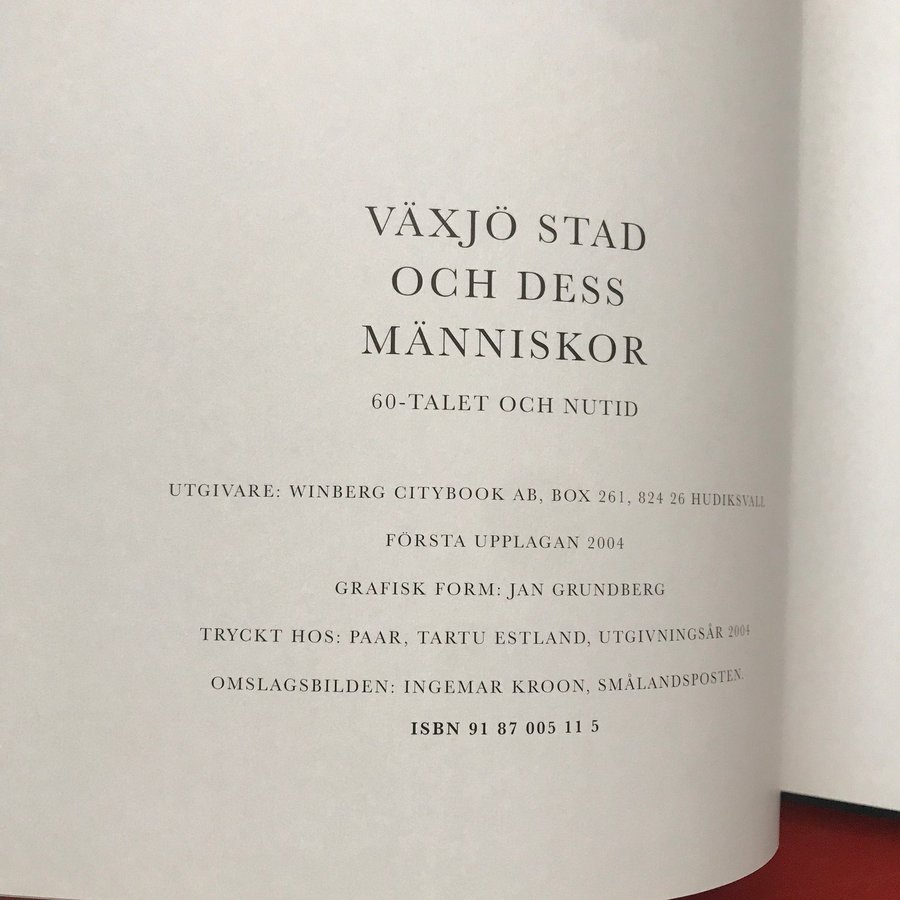 VÄXJÖ STAD
OCH DESS
MÄNNISKOR
60-TALET OCH NUTID
UTGIVARE: WINBERG CITYBOOK AB, BOX 261, 824 26 HUDIKSVALL
FÖRSTA UPPLAGAN 2004
GRAFISK FORM: JAN GRUNDBERG
TRYCKT HOS: PAAR, TARTU ESTLAND, UTGIVNINGSÅR 2004
OMSLAGSBILDEN: INGEMAR KROON, SMÅLANDSPOSTEN.
ISBN 91 87 005 11 5